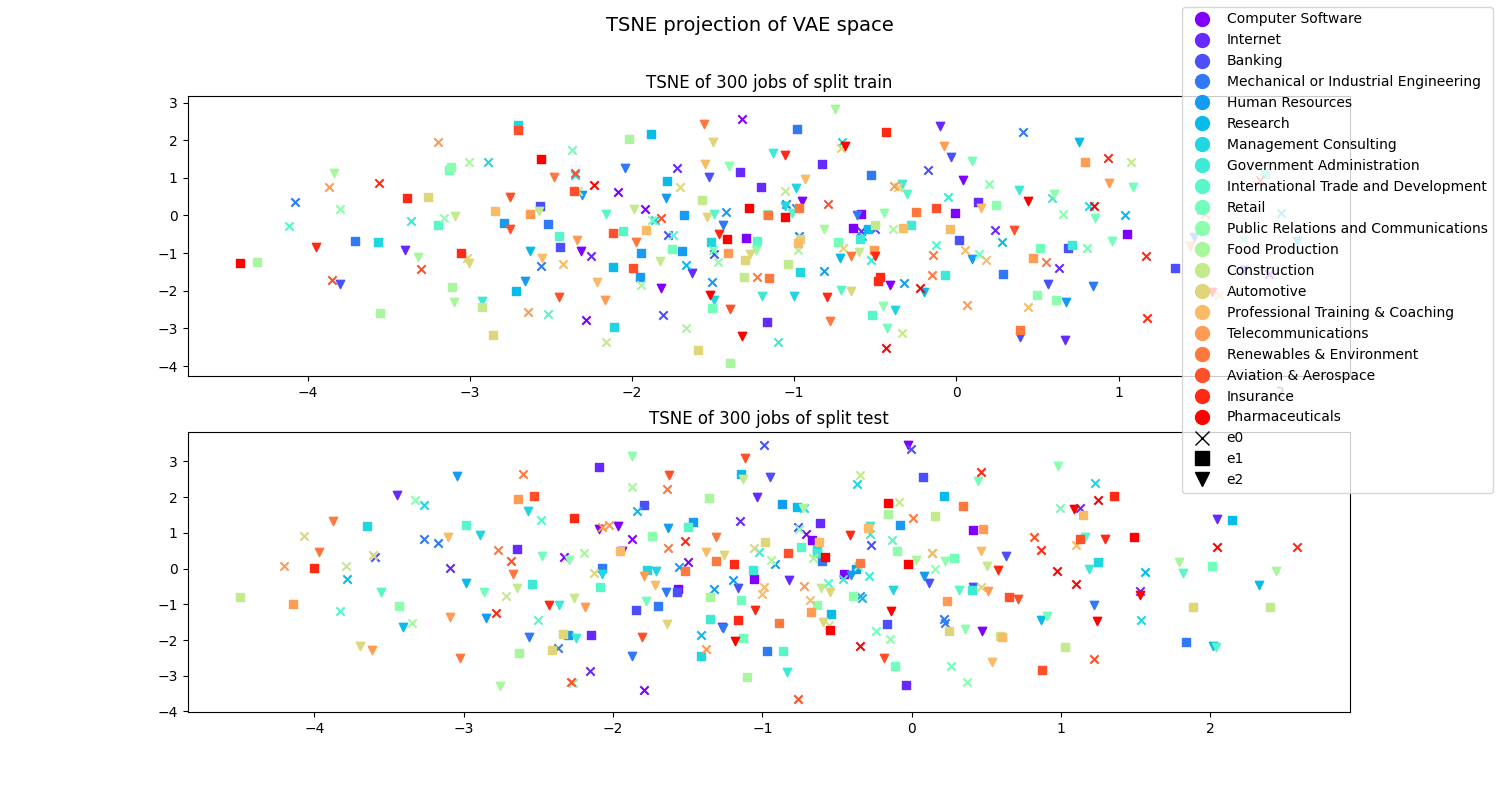 TSNE projection of VAE space
TSNE of 300 jobs of split train
3
2
1
0
−1
−2
−3
−4
−4
−3
−2
−1
0
1
2
TSNE of 300 jobs of split test
3
2
1
0
−1
−2
−3
−4
−4
−3
−2
−1
0
1
2
Computer Software
Internet
Banking
Mechanical or Industrial Engineering
Human Resources
Research
Management Consulting
Government Administration
International Trade and Development
Retail
Public Relations and Communications
Food Production
Construction
Automotive
Professional Training & Coaching
Telecommunications
Renewables & Environment
Aviation & Aerospace
Insurance
Pharmaceuticals
e0
e1
e2